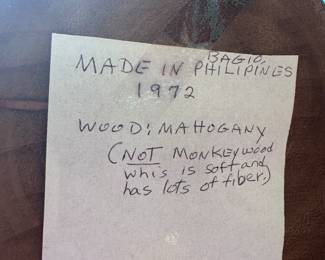 BAGIO,
MADE IN PHILIPINES
1972
WOOD: MAHOGANY
(NOT MONKEYWOOD
whis is soft and
has lots of fiber.)